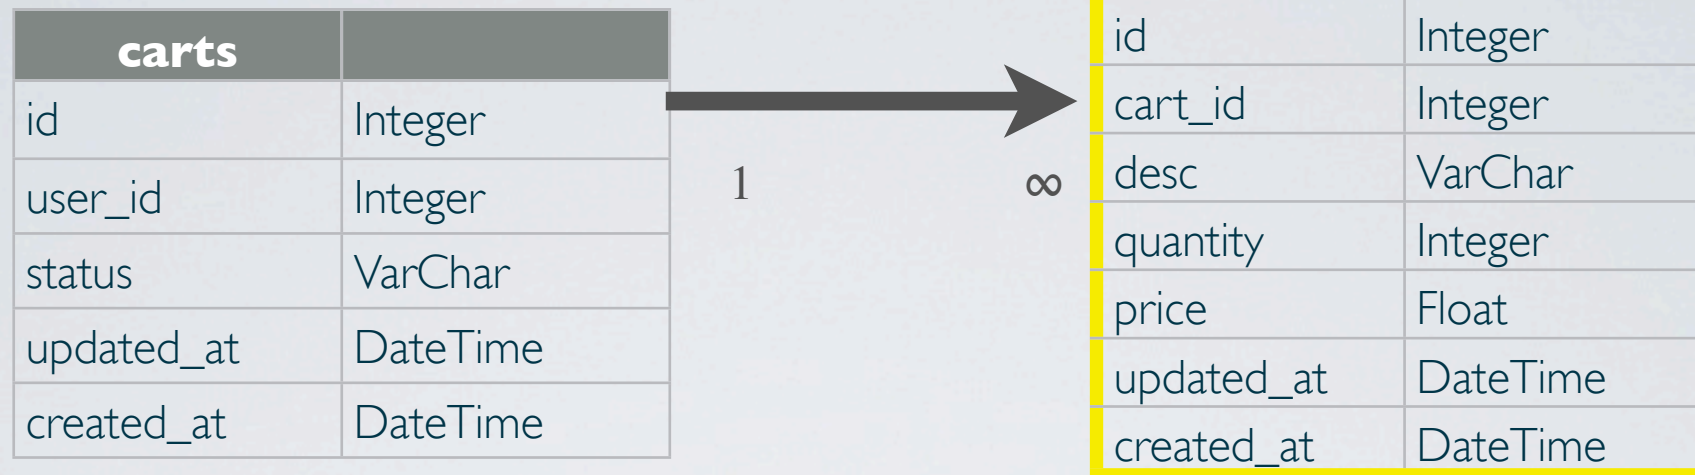 carts
id Integer
user_id Integer
status VarChar
updated_at DateTime
created_at DateTime
1 ∞
id Integer
cart_id Integer
desc VarChar
quantity Integer
price Float
updated_at DateTime
created_at DateTime